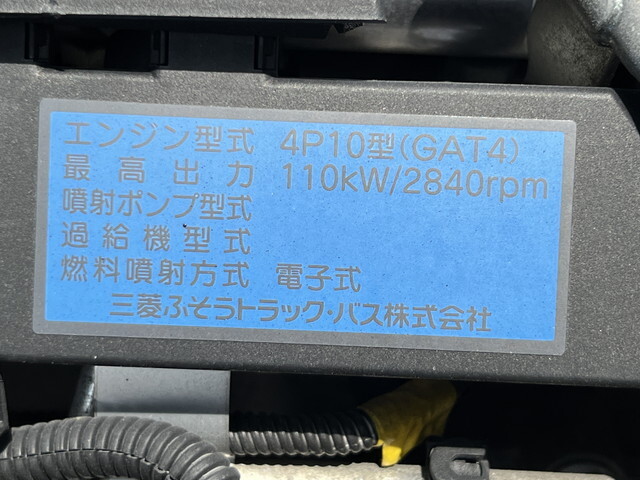 エンジン型式 4P10型(GAT4)
最高出力 110kW/2840rpm
噴射ポンプ型式
過給機型式
燃料噴射方式 電子式
三菱ふそうトラック・バス株式会社